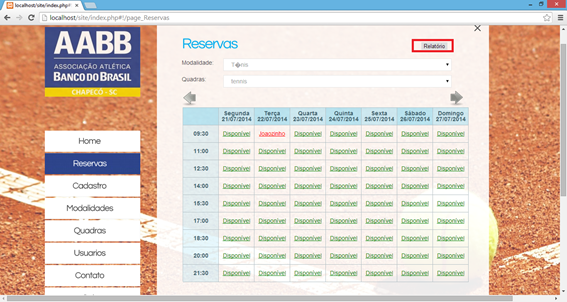 localhost/site/index.php
localhost/site/index.php#!/page_Reservas
AABB
ASSOCIAÇÃO ATLÉTICA
BANCO DO BRASIL
CHAPECÓ - SC
Home
Reservas
Cadastro
Modalidades
Quadras
Usuarios
Contato
Reservas
Relatório
Modalidade:
T�nis
Quadras:
tennis
Segunda Terça Quarta Quinta Sexta Sábado Domingo
21/07/2014 22/07/2014 23/07/2014 24/07/2014 25/07/2014 26/07/2014 27/07/2014
09:30 Disponível Joaozinho Disponível Disponível Disponível Disponível Disponível
11:00 Disponível Disponível Disponível Disponível Disponível Disponível Disponível
12:30 Disponível Disponível Disponível Disponível Disponível Disponível Disponível
14:00 Disponível Disponível Disponível Disponível Disponível Disponível Disponível
15:30 Disponível Disponível Disponível Disponível Disponível Disponível Disponível
17:00 Disponível Disponível Disponível Disponível Disponível Disponível Disponível
18:30 Disponível Disponível Disponível Disponível Disponível Disponível Disponível
20:00 Disponível Disponível Disponível Disponível Disponível Disponível Disponível
21:30 Disponível Disponível Disponível Disponível Disponível Disponível Disponível